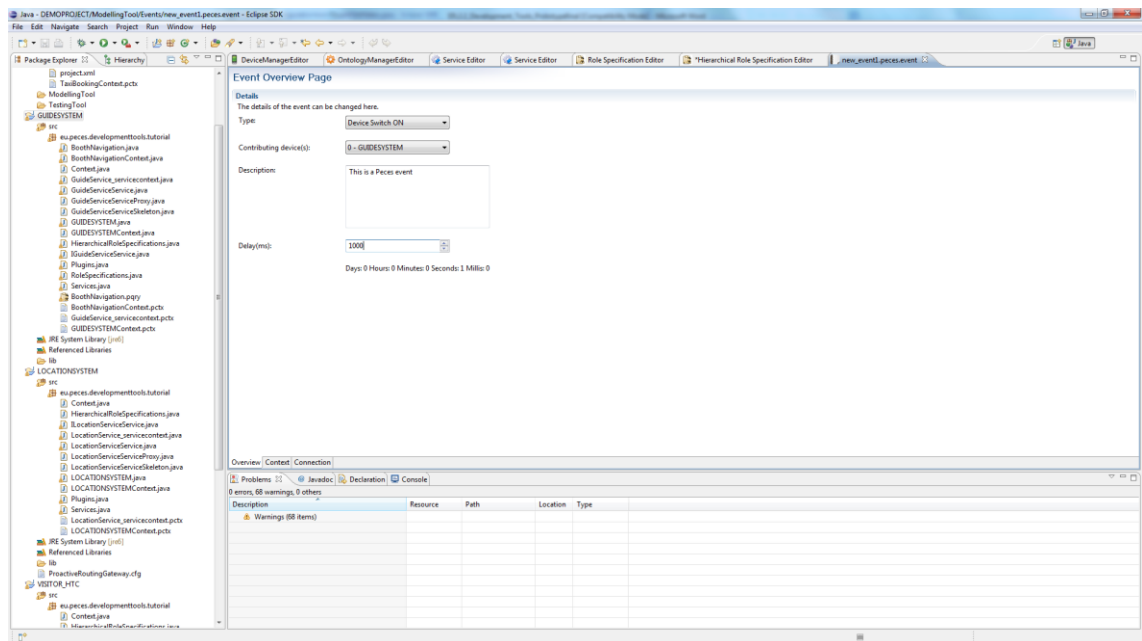 Java - DEMOPROJECT/ModellingTool/Events/new_event1.peces.event - Eclipse SDK
File Edit Navigate Search Project Run Window Help
Java
Package Explorer Hierarchy
DeviceManagerEditor OntologyManagerEditor Service Editor Service Editor Role Specification Editor *Hierarchical Role Specification Editor new_event1.peces.event
project.xml
TaxiBookingContext.pctx
ModellingTool
TestingTool
GUIDESYSTEM
src
eu.peces.developmenttools.tutorial
BoothNavigation.java
BoothNavigationContext.java
Context.java
GuideService_servicecontext.java
GuideServiceService.java
GuideServiceServiceProxy.java
GuideServiceServiceSkeleton.java
GUIDESYSTEM.java
GUIDESYSTEMContext.java
HierarchicalRoleSpecifications.java
IGuideServiceService.java
Plugins.java
RoleSpecifications.java
Services.java
BoothNavigation.pqry
BoothNavigationContext.pctx
GuideService_servicecontext.pctx
GUIDESYSTEMContext.pctx
JRE System Library [jre6]
Referenced Libraries
lib
LOCATIONSYSTEM
src
eu.peces.developmenttools.tutorial
Context.java
HierarchicalRoleSpecifications.java
ILocationServiceService.java
LocationService_servicecontext.java
LocationServiceService.java
LocationServiceServiceProxy.java
LocationServiceServiceSkeleton.java
LOCATIONSYSTEM.java
LOCATIONSYSTEMContext.java
Plugins.java
Services.java
LocationService_servicecontext.pctx
LOCATIONSYSTEMContext.pctx
JRE System Library [jre6]
Referenced Libraries
lib
ProactiveRoutingGateway.cfg
VISITOR_HTC
src
eu.peces.developmenttools.tutorial
Context.java
HierarchicalRoleSpecifications.java
Event Overview Page
Details
The details of the event can be changed here.
Type: Device Switch ON
Contributing device(s): 0 - GUIDESYSTEM
Description: This is a Peces event
Delay(ms): 1000
Days: 0 Hours: 0 Minutes: 0 Seconds: 1 Millis: 0
Overview Context Connection
Problems Javadoc Declaration Console
0 errors, 68 warnings, 0 others
Description Resource Path Location Type
Warnings (68 items)